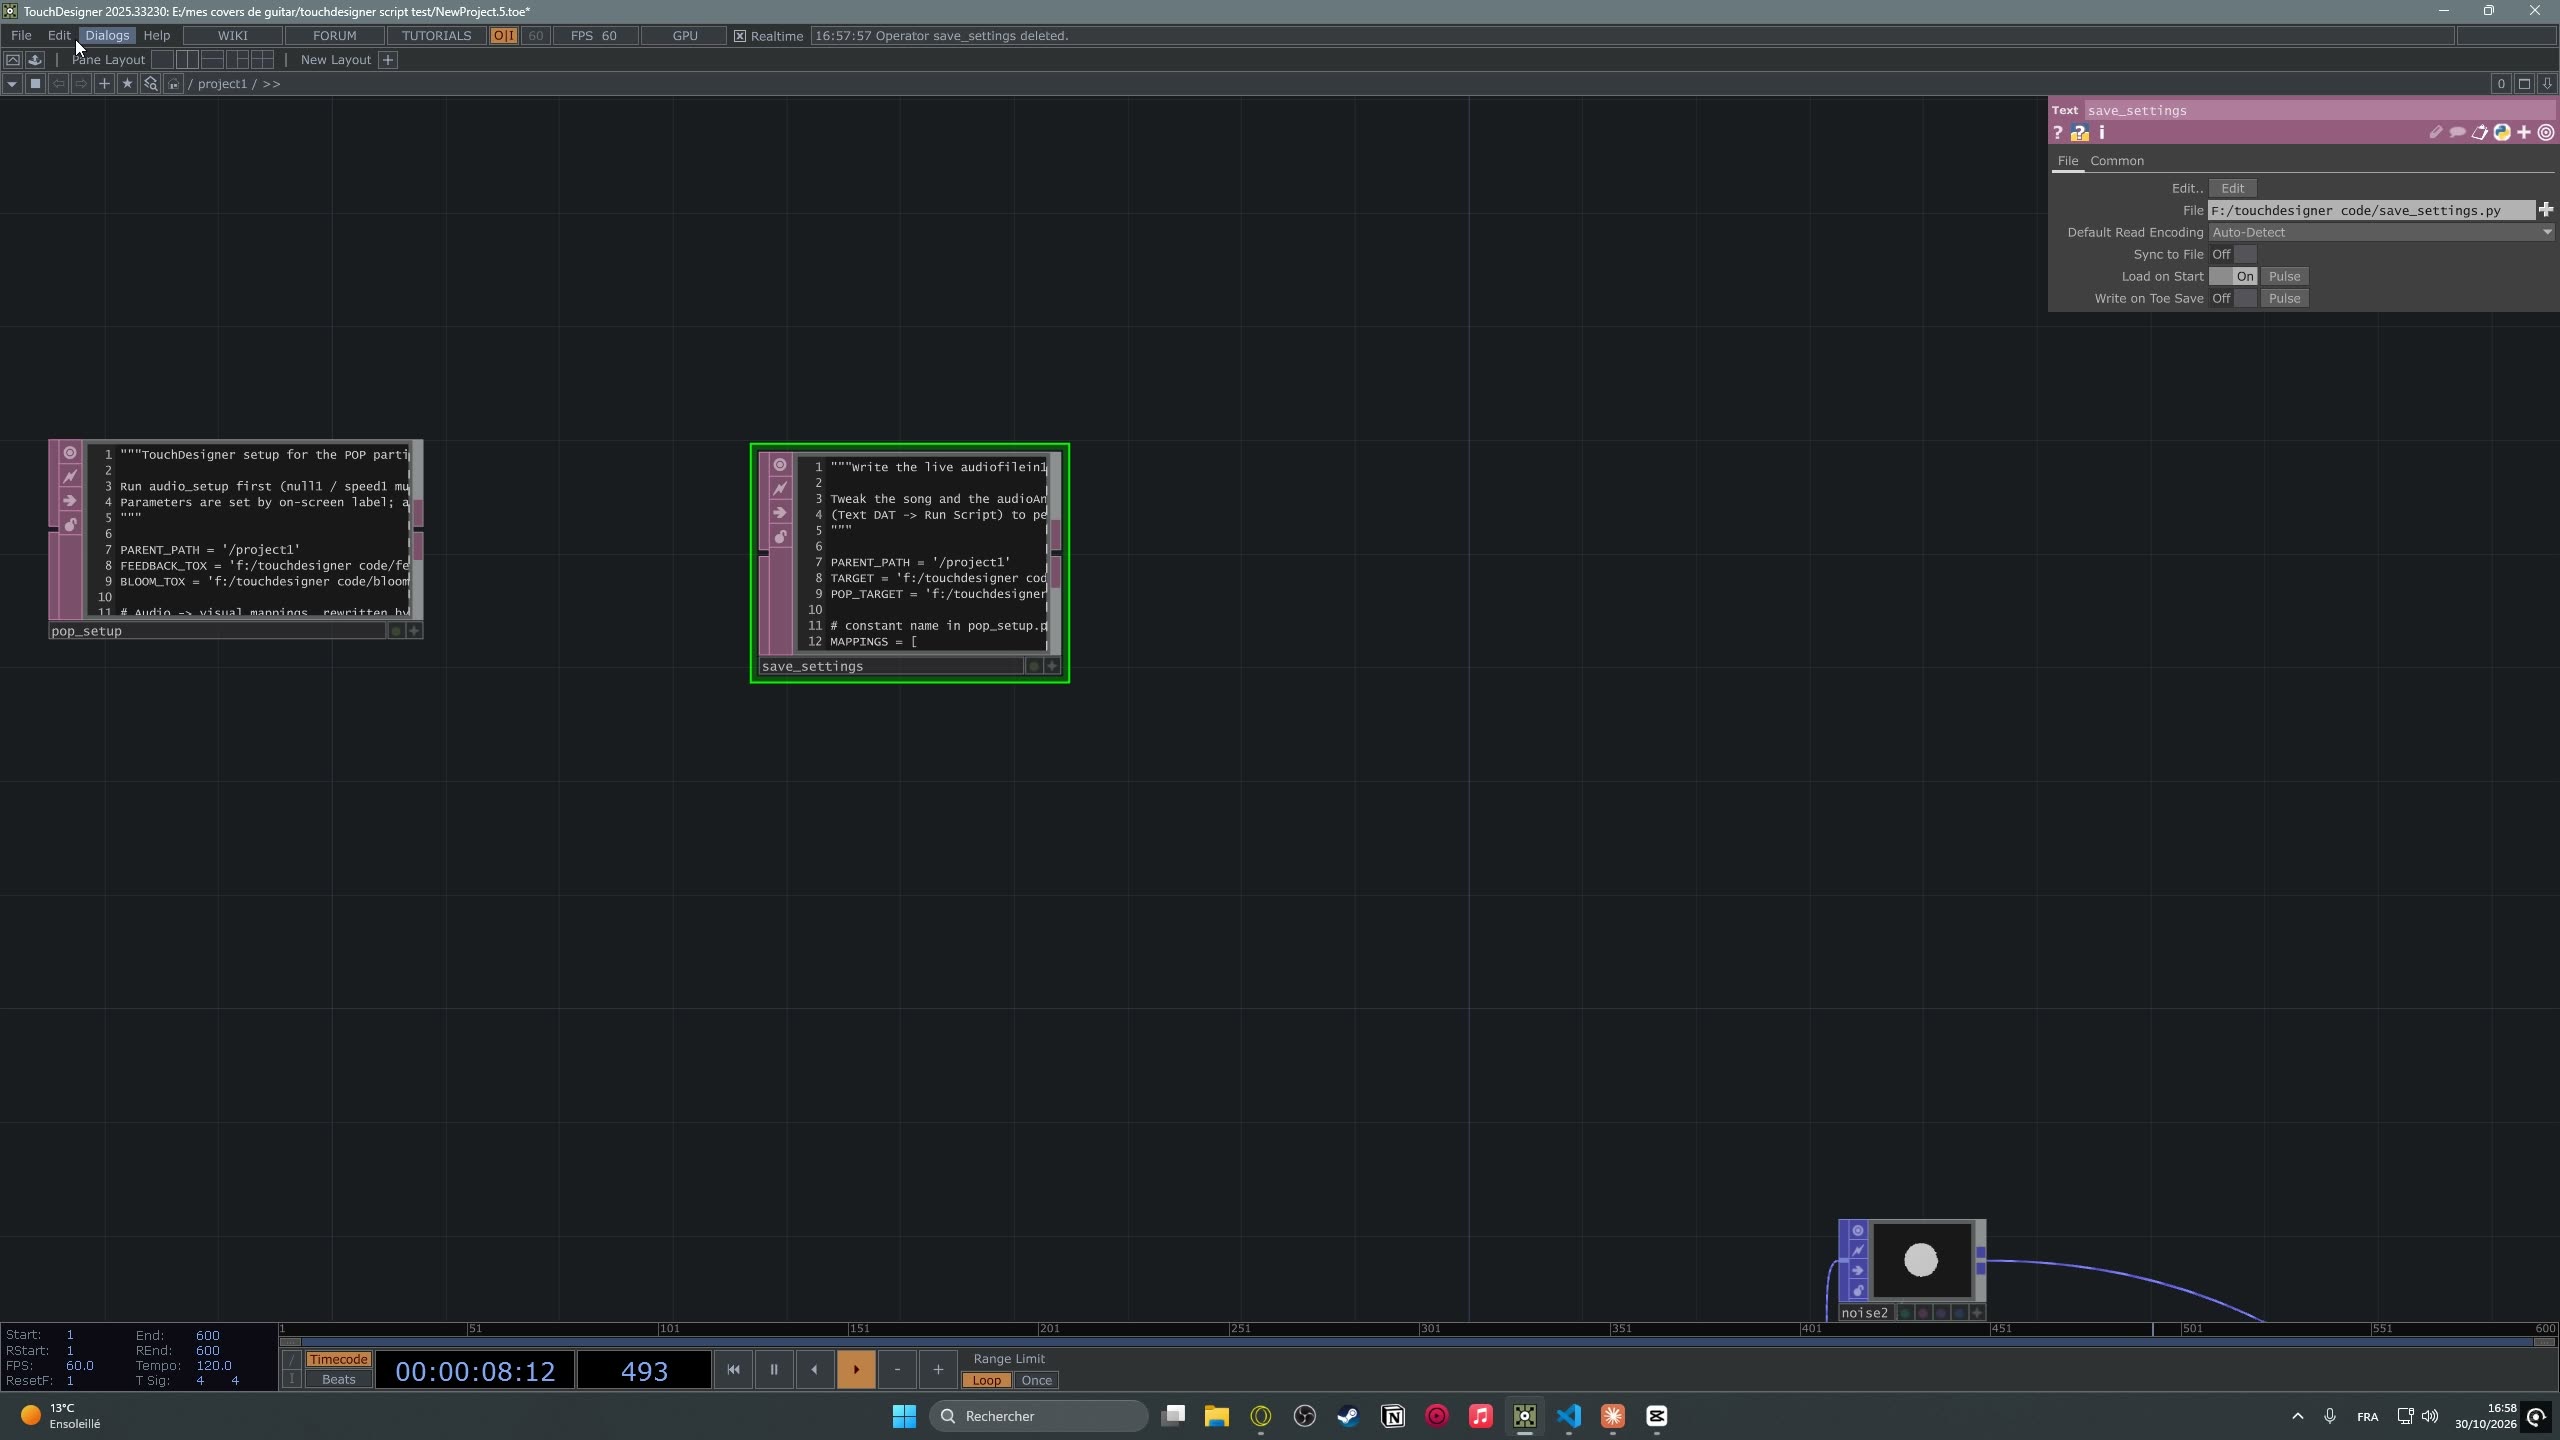 TouchDesigner 2025.33230: E:/mes covers de guitar/touchdesigner script test/NewProject.5.toe*
File Edit Dialogs Help WIKI FORUM TUTORIALS O|I 60 FPS 60 GPU Realtime 16:57:57 Operator save_settings deleted.
Pane Layout New Layout
/ project1 / >> 0
Text save_settings
? ? i
File Common
Edit.. Edit
File F:/touchdesigner code/save_settings.py
Default Read Encoding Auto-Detect
Sync to File Off
Load on Start On Pulse
Write on Toe Save Off Pulse
1 """TouchDesigner setup for the POP parti
2
3 Run audio_setup first (null1 / speed1 mu
4 Parameters are set by on-screen label; a
5 """
6
7 PARENT_PATH = '/project1'
8 FEEDBACK_TOX = 'f:/touchdesigner code/fe
9 BLOOM_TOX = 'f:/touchdesigner code/bloom
10
11 # Audio -> visual mappings, rewritten by
pop_setup
1 """Write the live audiofilein1
2
3 Tweak the song and the audioAn
4 (Text DAT -> Run Script) to pe
5 """
6
7 PARENT_PATH = '/project1'
8 TARGET = 'f:/touchdesigner cod
9 POP_TARGET = 'f:/touchdesigner
10
11 # constant name in pop_setup.p
12 MAPPINGS = [
save_settings
noise2
1 51 101 151 201 251 301 351 401 451 501 551 600
Start: 1 End: 600
RStart: 1 REnd: 600
FPS: 60.0 Tempo: 120.0
ResetF: 1 T Sig: 4 4
Timecode
Beats
00:00:08:12 493
Range Limit
Loop Once
13°C
Ensoleillé
Rechercher
FRA
16:58
30/10/2026